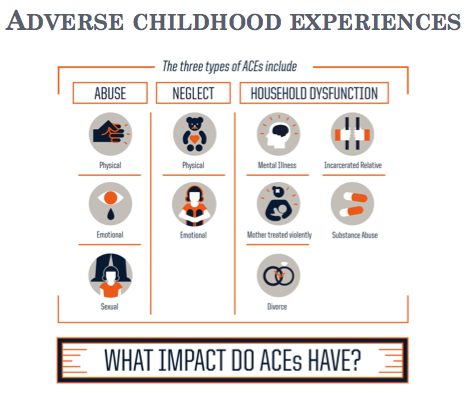 ADVERSE CHILDHOOD EXPERIENCES
The three types of ACEs include
ABUSE
NEGLECT
HOUSEHOLD DYSFUNCTION
Physical
Physical
Mental Illness
Incarcerated Relative
Emotional
Emotional
Mother treated violently
Substance Abuse
Sexual
Divorce
WHAT IMPACT DO ACEs HAVE?